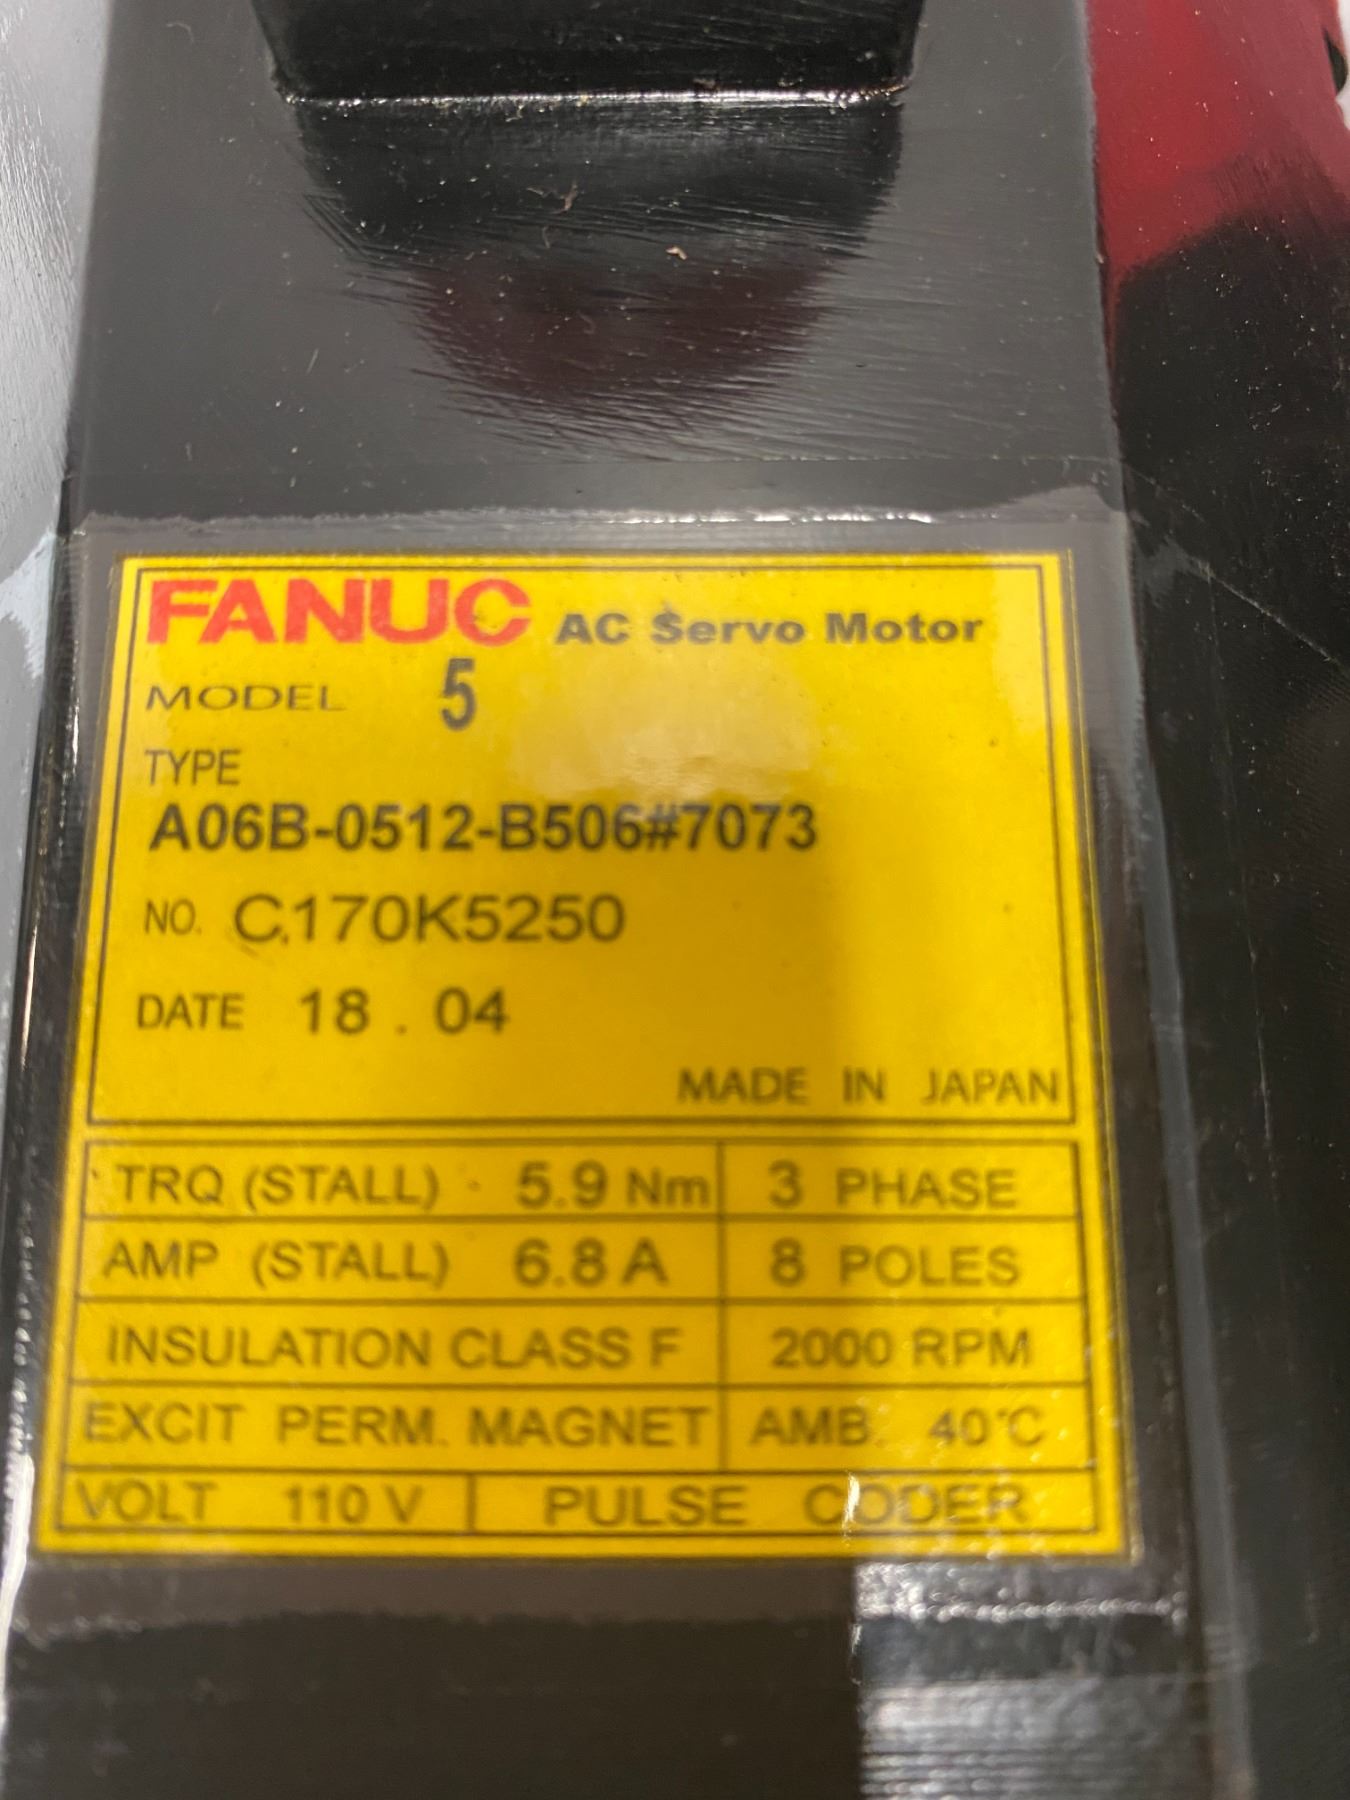 FANUC AC Servo Motor
MODEL 5
TYPE
A06B-0512-B506#7073
NO. C170K5250
DATE 18 . 04
MADE IN JAPAN
TRQ (STALL) 5.9 Nm 3 PHASE
AMP (STALL) 6.8 A 8 POLES
INSULATION CLASS F 2000 RPM
EXCIT PERM. MAGNET AMB. 40°C
VOLT 110 V PULSE CODER